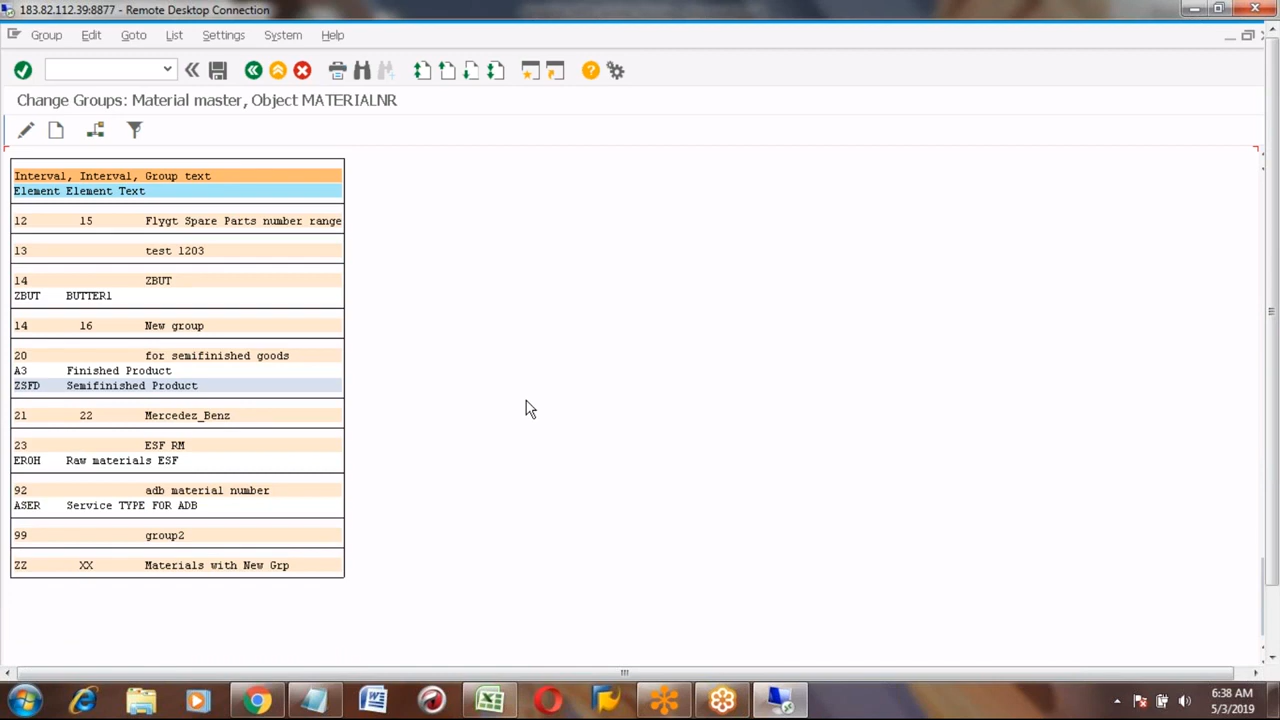 183.82.112.39:8877 - Remote Desktop Connection
Group Edit Goto List Settings System Help
Change Groups: Material master, Object MATERIALNR
Interval, Interval, Group text
Element Element Text
12 15 Flygt Spare Parts number range
13 test 1203
14 ZBUT
ZBUT BUTTER1
14 16 New group
20 for semifinished goods
A3 Finished Product
ZSFD Semifinished Product
21 22 Mercedez_Benz
23 ESF RM
EROH Raw materials ESF
92 adb material number
ASER Service TYPE FOR ADB
99 group2
ZZ XX Materials with New Grp
6:38 AM
5/3/2019